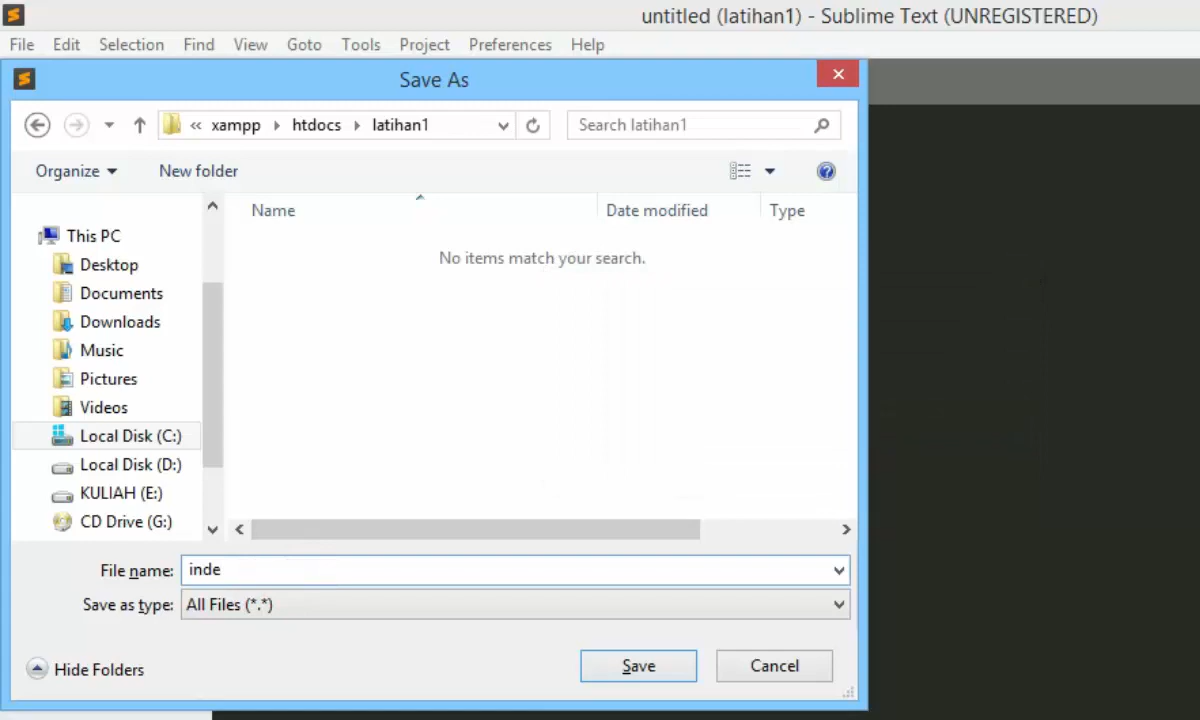 untitled (latihan1) - Sublime Text (UNREGISTERED)
File Edit Selection Find View Goto Tools Project Preferences Help
Save As
« xampp htdocs latihan1 Search latihan1
Organize New folder
Name Date modified Type
No items match your search.
This PC
Desktop
Documents
Downloads
Music
Pictures
Videos
Local Disk (C:)
Local Disk (D:)
KULIAH (E:)
CD Drive (G:)
File name: inde
Save as type: All Files (*.*)
Hide Folders Save Cancel